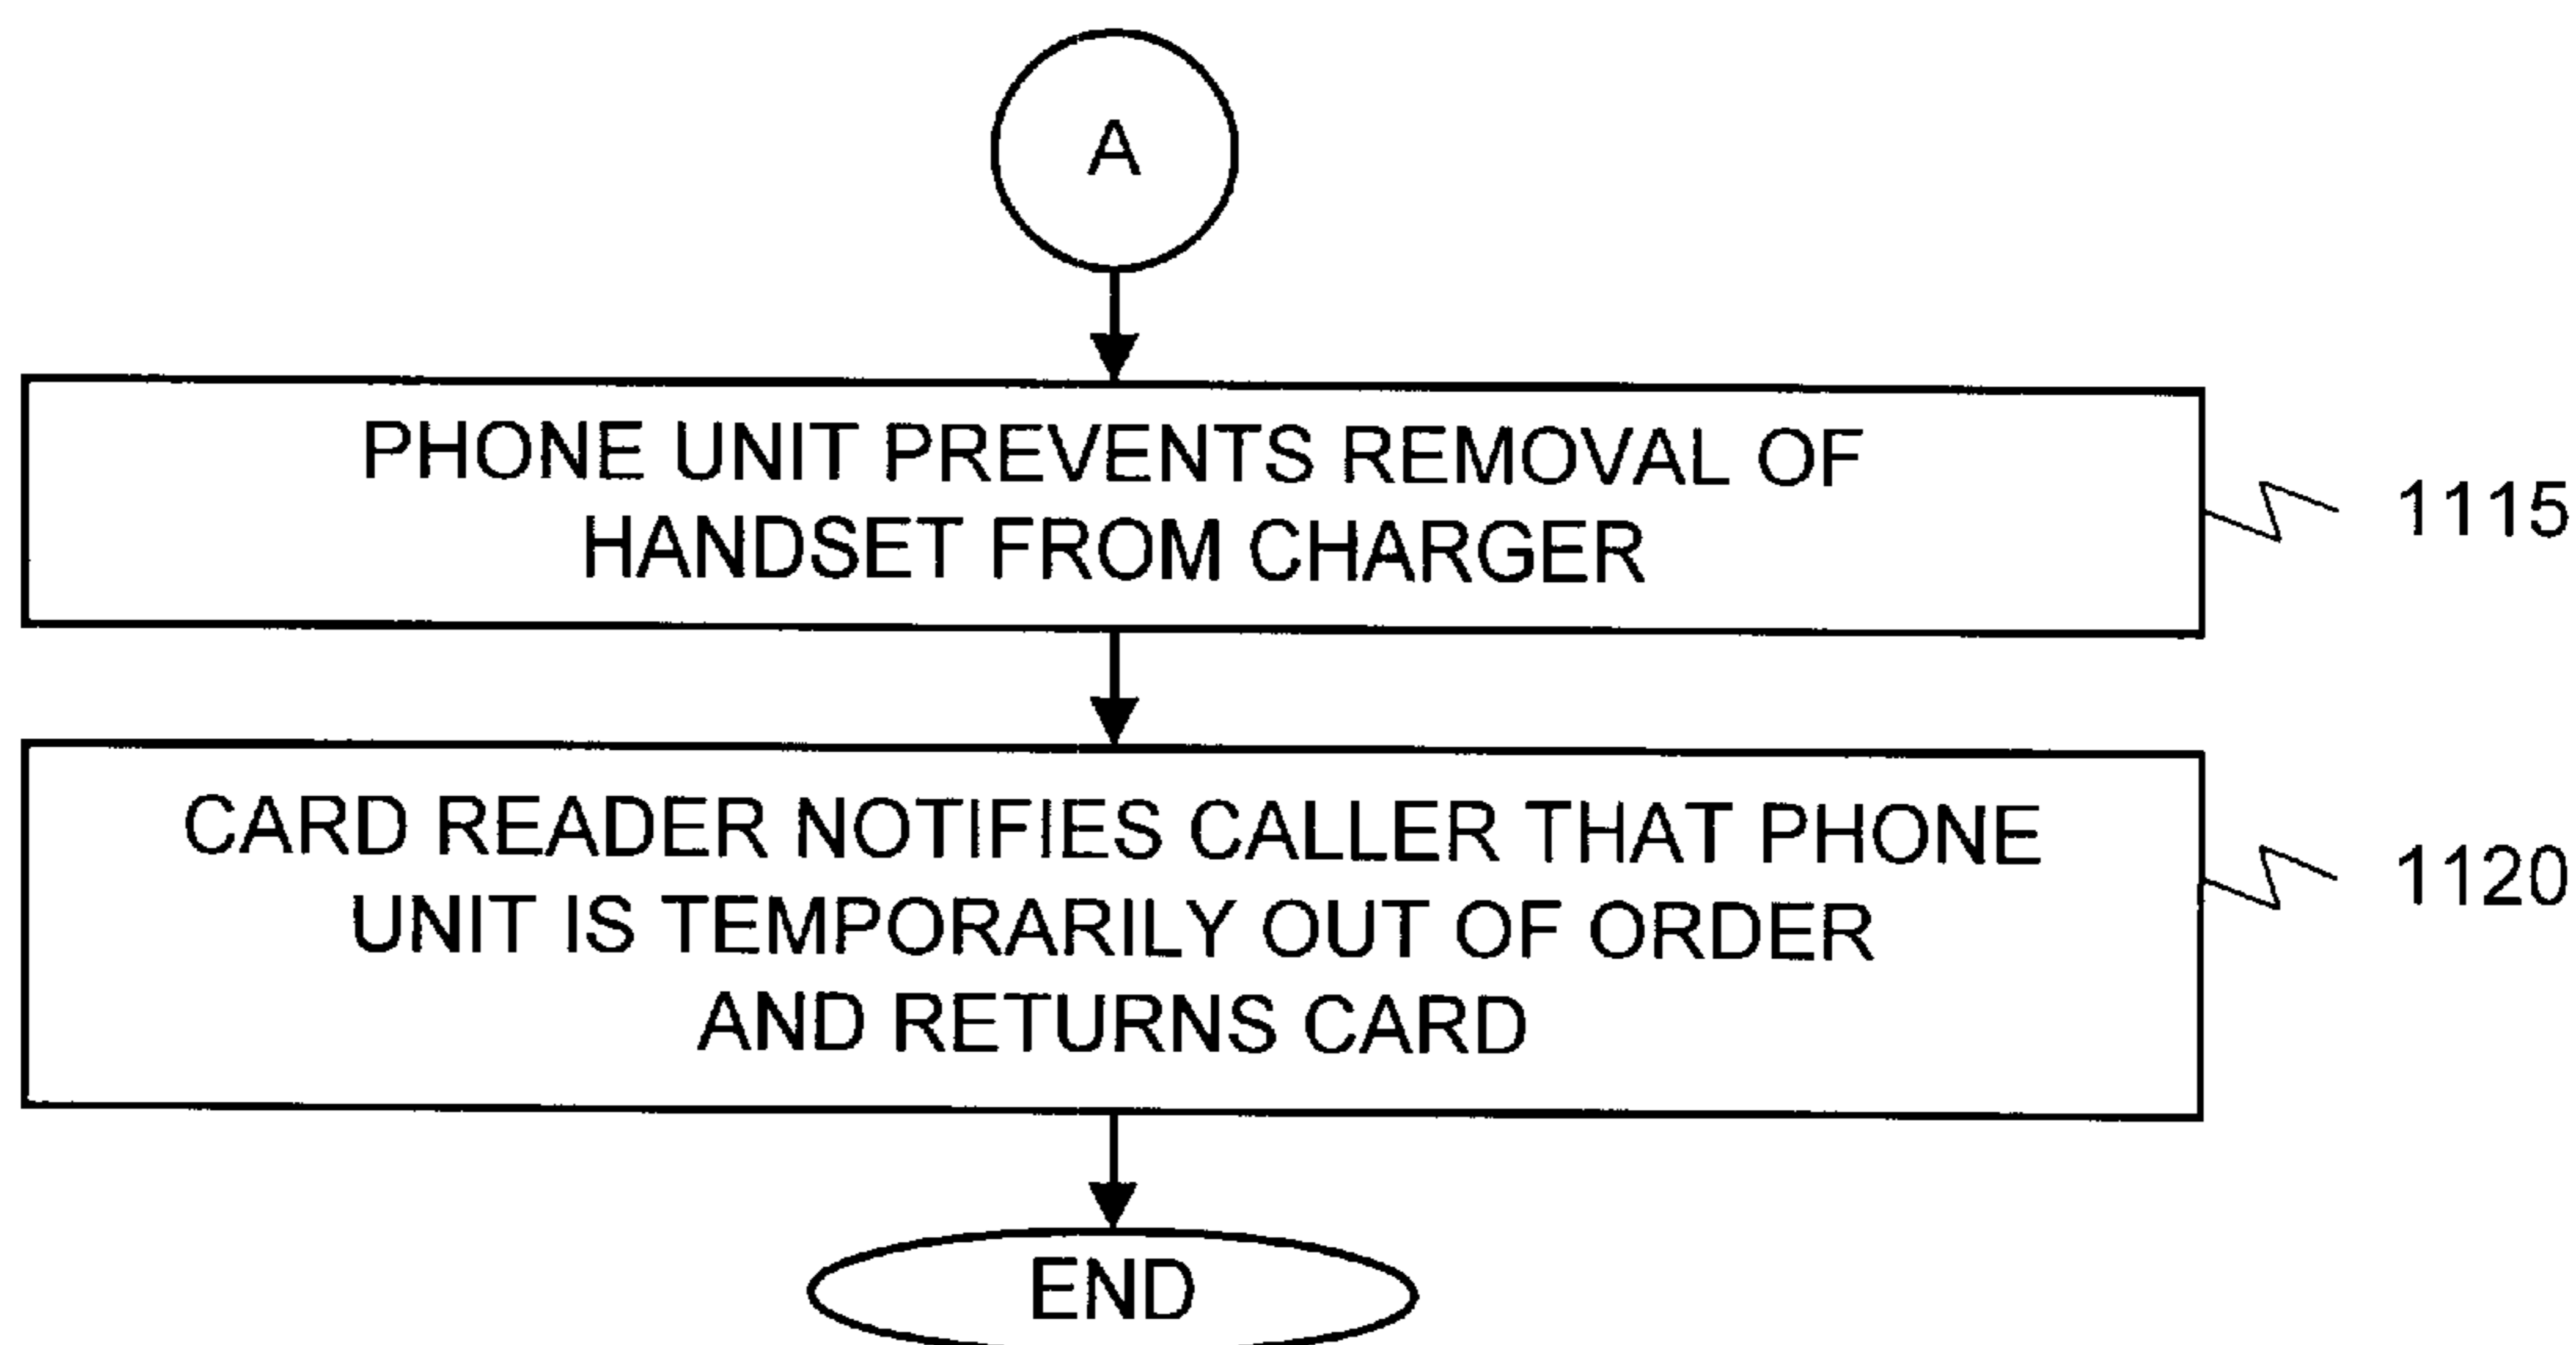 A
PHONE UNIT PREVENTS REMOVAL OF
HANDSET FROM CHARGER
1115
CARD READER NOTIFIES CALLER THAT PHONE
UNIT IS TEMPORARILY OUT OF ORDER
AND RETURNS CARD
1120
END